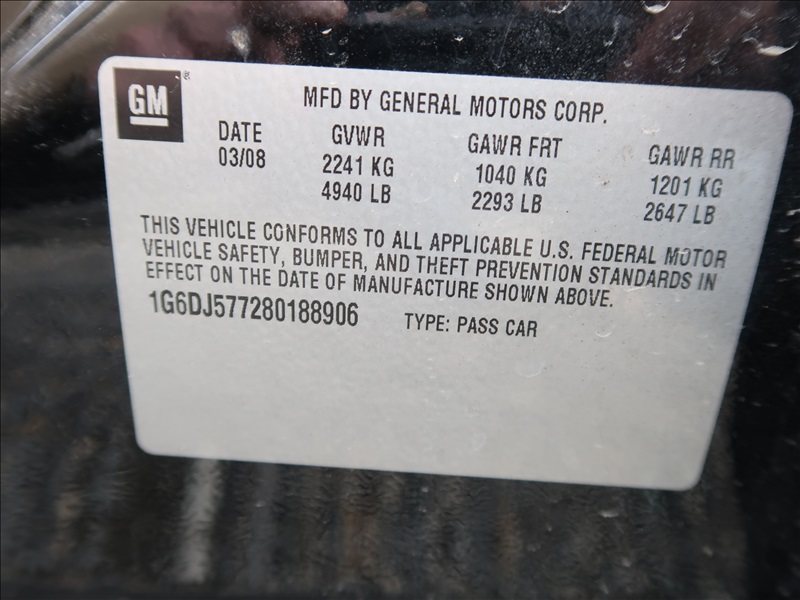 GM®
MFD BY GENERAL MOTORS CORP.
DATE GVWR GAWR FRT GAWR RR
03/08 2241 KG 1040 KG 1201 KG
4940 LB 2293 LB 2647 LB
THIS VEHICLE CONFORMS TO ALL APPLICABLE U.S. FEDERAL MOTOR
VEHICLE SAFETY, BUMPER, AND THEFT PREVENTION STANDARDS IN
EFFECT ON THE DATE OF MANUFACTURE SHOWN ABOVE.
1G6DJ577280188906 TYPE: PASS CAR